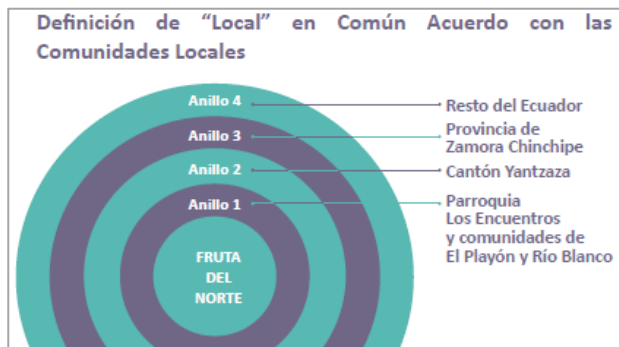 Definición de “Local” en Común Acuerdo con las
Comunidades Locales
Anillo 4
Resto del Ecuador
Anillo 3
Provincia de
Zamora Chinchipe
Anillo 2
Cantón Yantzaza
Anillo 1
Parroquia
Los Encuentros
y comunidades de
El Playón y Río Blanco
FRUTA
DEL
NORTE